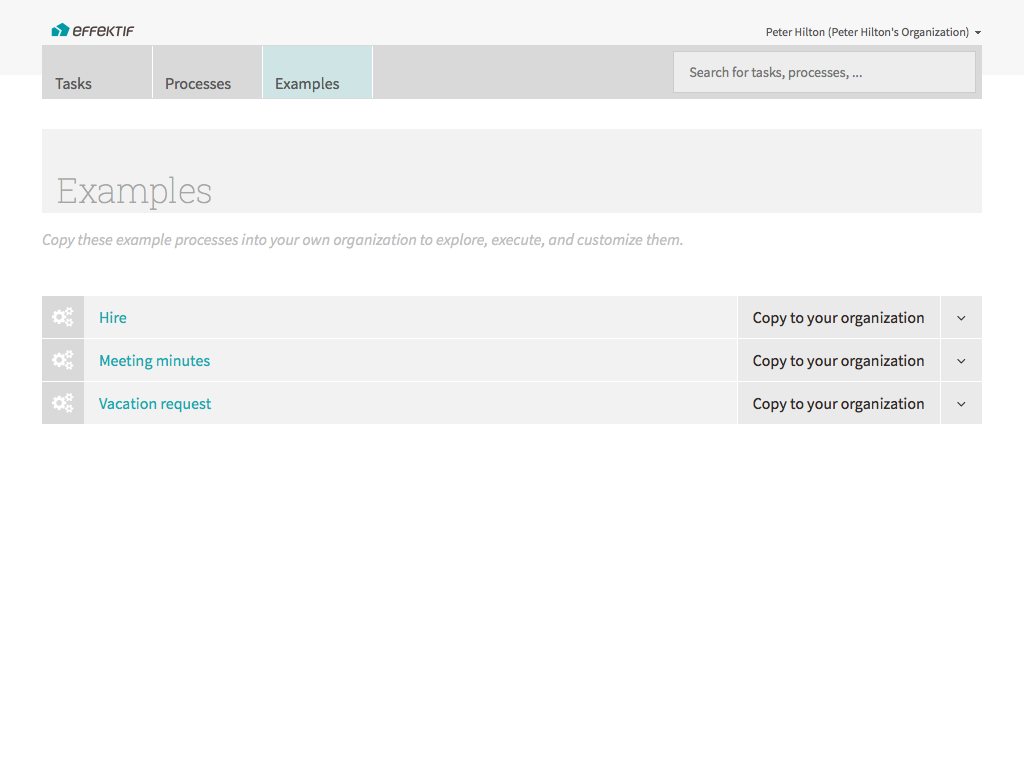 EFFEKTIF
Peter Hilton (Peter Hilton's Organization)
Tasks
Processes
Examples
Search for tasks, processes, ...
Examples
Copy these example processes into your own organization to explore, execute, and customize them.
Hire
Copy to your organization
Meeting minutes
Copy to your organization
Vacation request
Copy to your organization